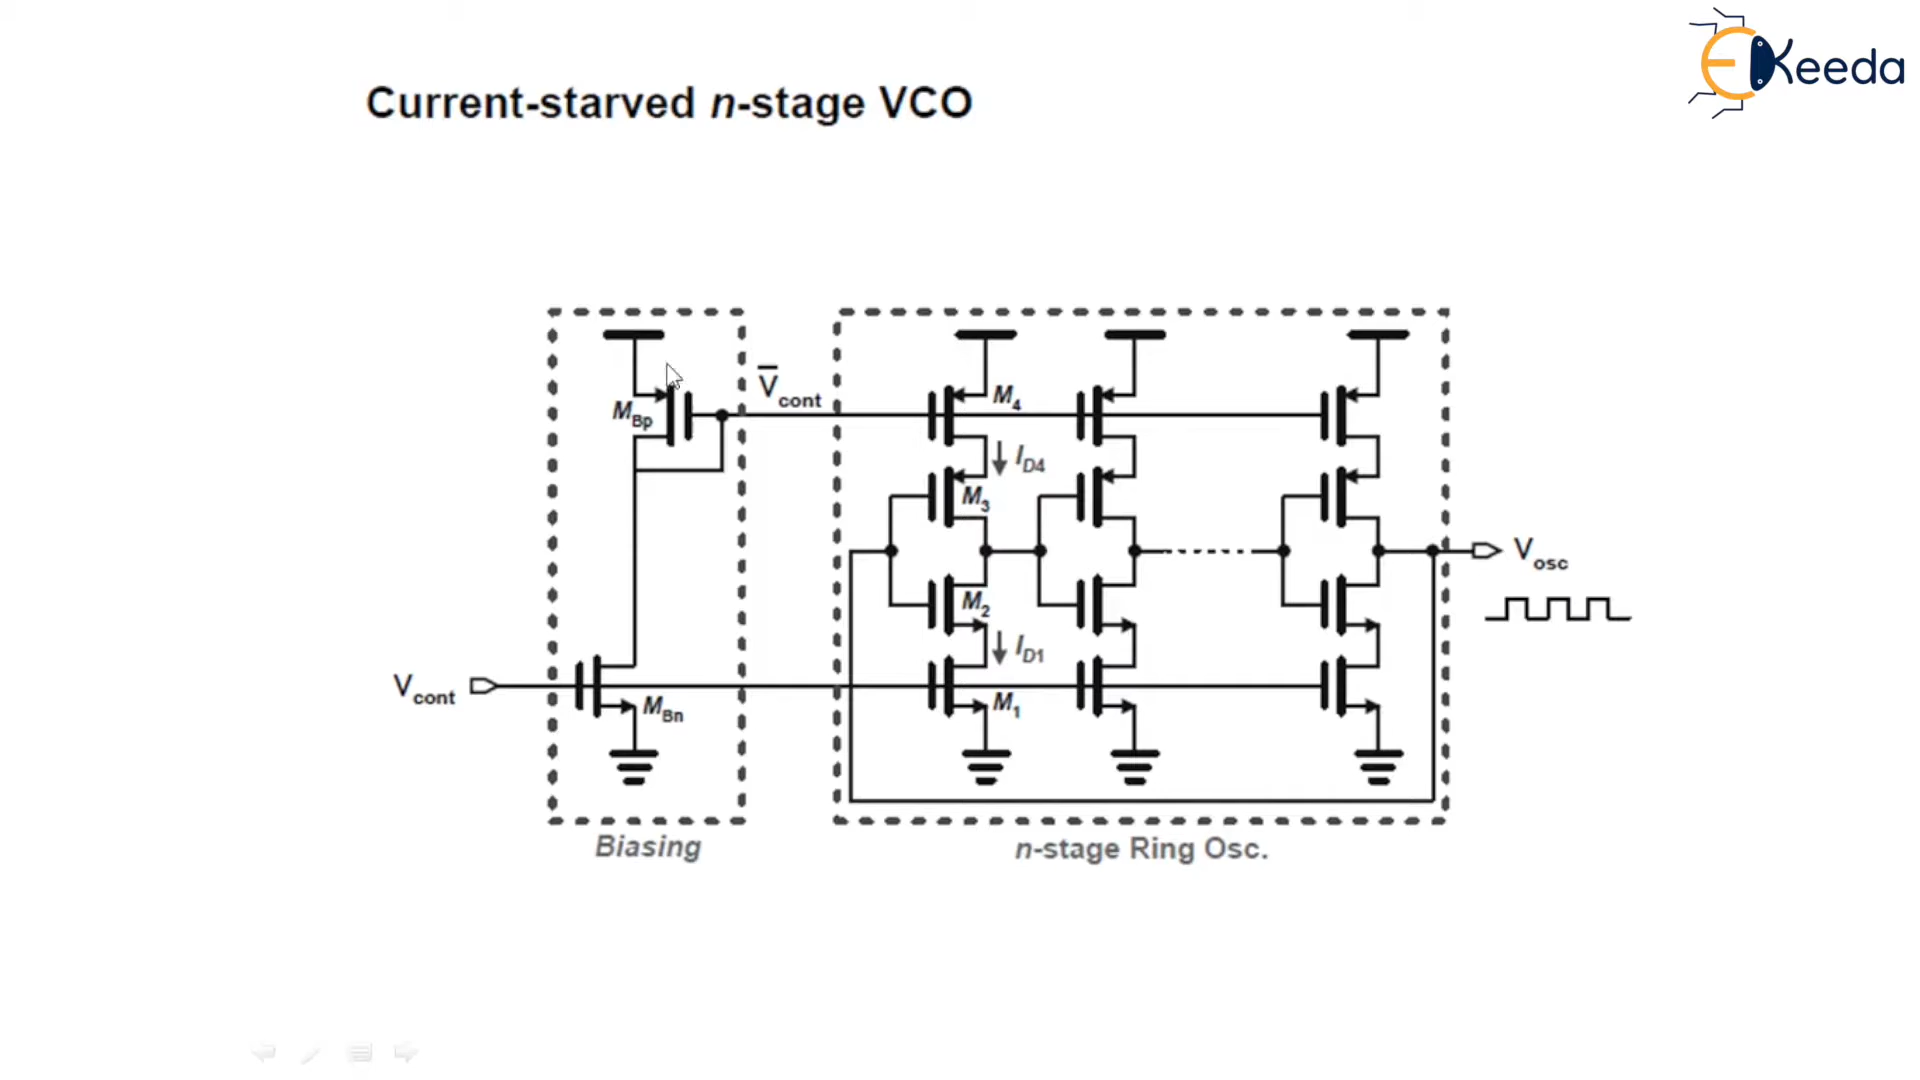 EKeeda
Current-starved n-stage VCO
V̅cont
MBp
M4
ID4
M3
M2
ID1
Vosc
Vcont
MBn
M1
Biasing
n-stage Ring Osc.